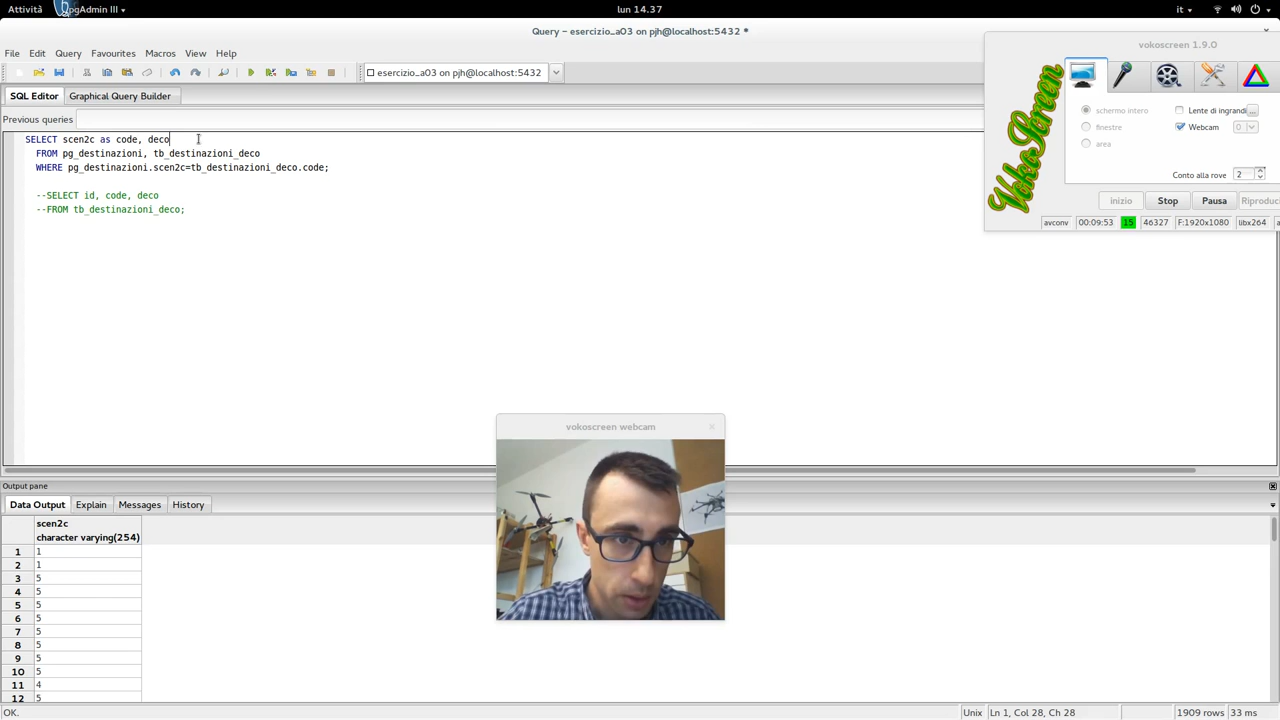 Attività pgAdmin III lun 14.37 it
Query – esercizio_a03 on pjh@localhost:5432 *
File Edit Query Favourites Macros View Help
esercizio_a03 on pjh@localhost:5432
SQL Editor Graphical Query Builder
Previous queries
SELECT scen2c as code, deco
FROM pg_destinazioni, tb_destinazioni_deco
WHERE pg_destinazioni.scen2c=tb_destinazioni_deco.code;
--SELECT id, code, deco
--FROM tb_destinazioni_deco;
vokoscreen 1.9.0
VokoScreen
schermo intero Lente di ingrandi ...
finestre Webcam 0
area
Conto alla rove 2
inizio Stop Pausa Riproduci
avconv 00:09:53 15 46327 F:1920x1080 libx264 a
vokoscreen webcam
Output pane
Data Output Explain Messages History
scen2c
character varying(254)
1 1
2 1
3 5
4 5
5 5
6 5
7 5
8 5
9 5
10 5
11 4
12 5
OK. Unix Ln 1, Col 28, Ch 28 1909 rows 33 ms